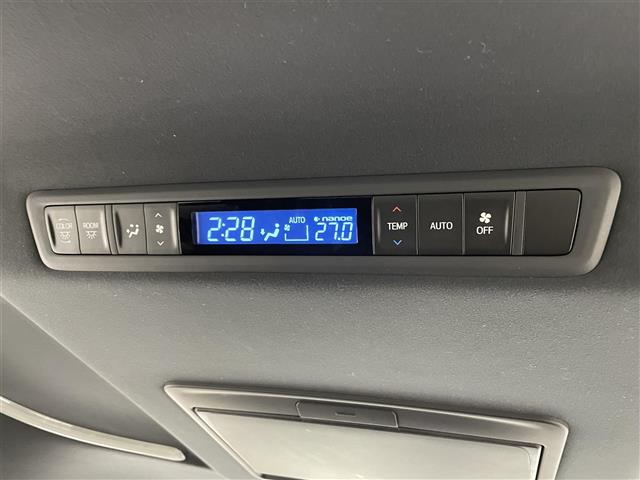 COLOR
ROOM
2:28
AUTO
nanoe
27.0
TEMP
AUTO
OFF